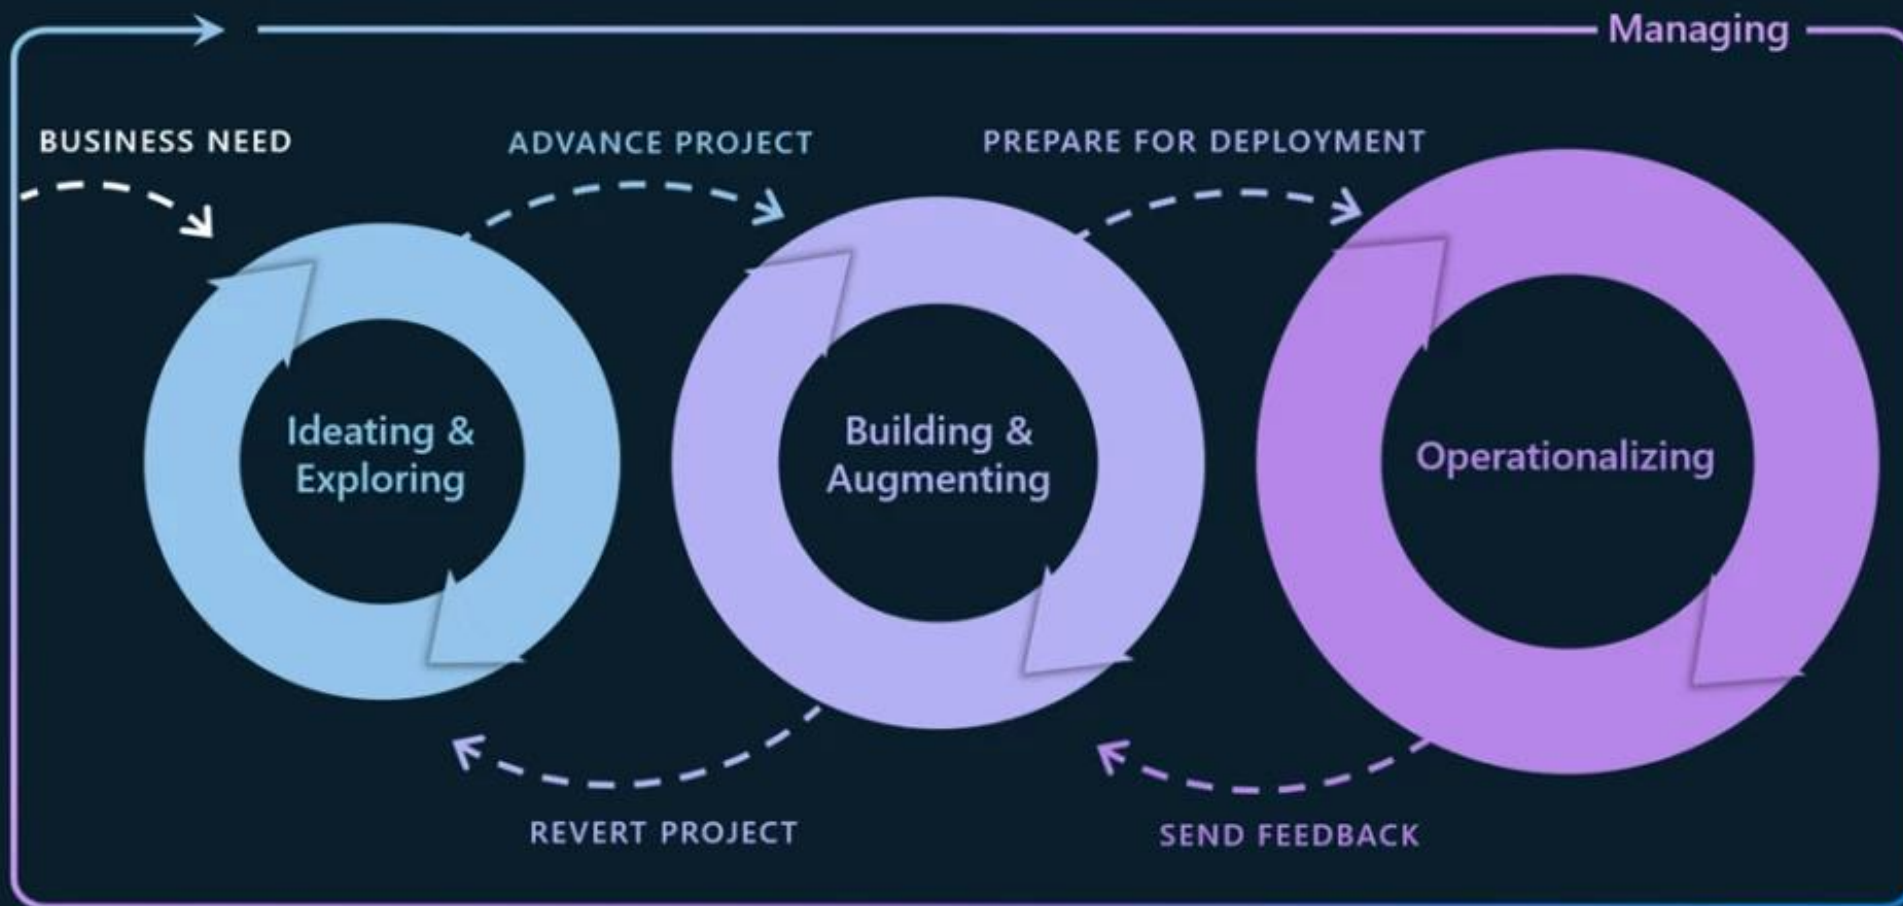 Managing
BUSINESS NEED
ADVANCE PROJECT
PREPARE FOR DEPLOYMENT
Ideating &
Exploring
Building &
Augmenting
Operationalizing
REVERT PROJECT
SEND FEEDBACK